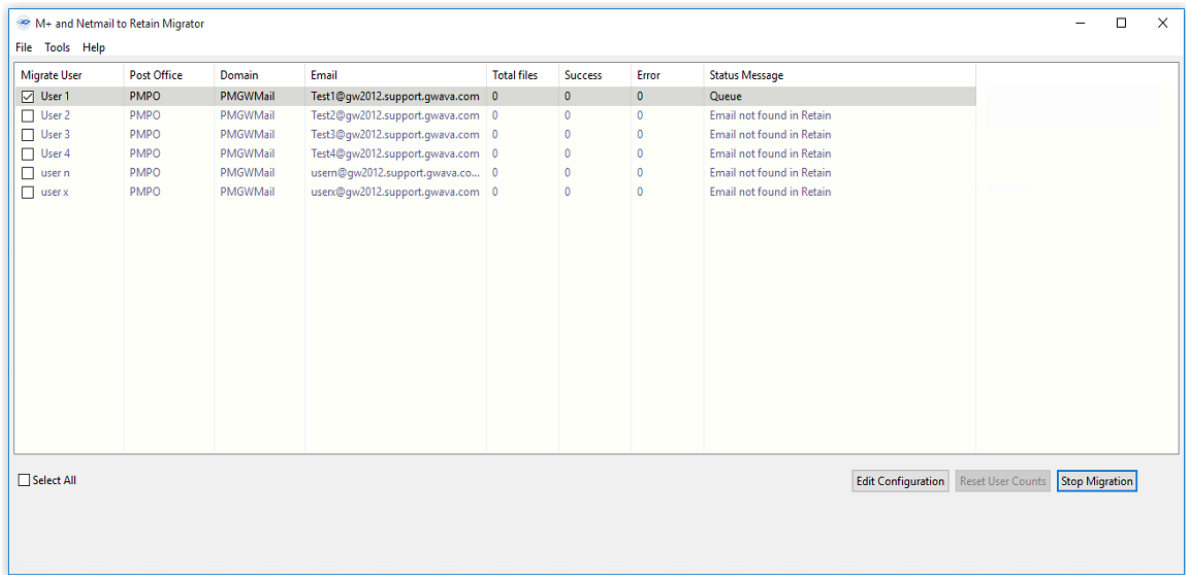 M+ and Netmail to Retain Migrator
File Tools Help
Migrate User Post Office Domain Email Total files Success Error Status Message
User 1 PMPO PMGWMail Test1@gw2012.support.gwava.com 0 0 0 Queue
User 2 PMPO PMGWMail Test2@gw2012.support.gwava.com 0 0 0 Email not found in Retain
User 3 PMPO PMGWMail Test3@gw2012.support.gwava.com 0 0 0 Email not found in Retain
User 4 PMPO PMGWMail Test4@gw2012.support.gwava.com 0 0 0 Email not found in Retain
user n PMPO PMGWMail usern@gw2012.support.gwava.co... 0 0 0 Email not found in Retain
user x PMPO PMGWMail userx@gw2012.support.gwava.com 0 0 0 Email not found in Retain
Select All Edit Configuration Reset User Counts Stop Migration